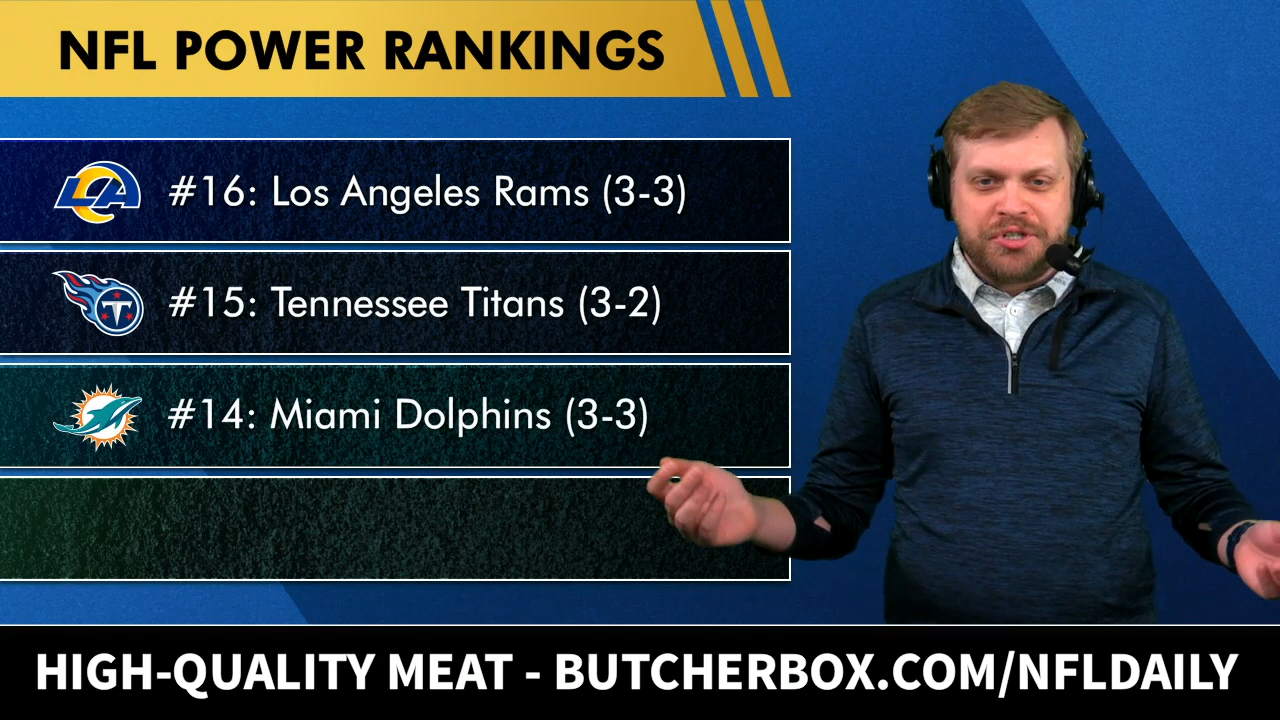 NFL POWER RANKINGS
#16: Los Angeles Rams (3-3)
#15: Tennessee Titans (3-2)
#14: Miami Dolphins (3-3)
HIGH-QUALITY MEAT - BUTCHERBOX.COM/NFLDAILY